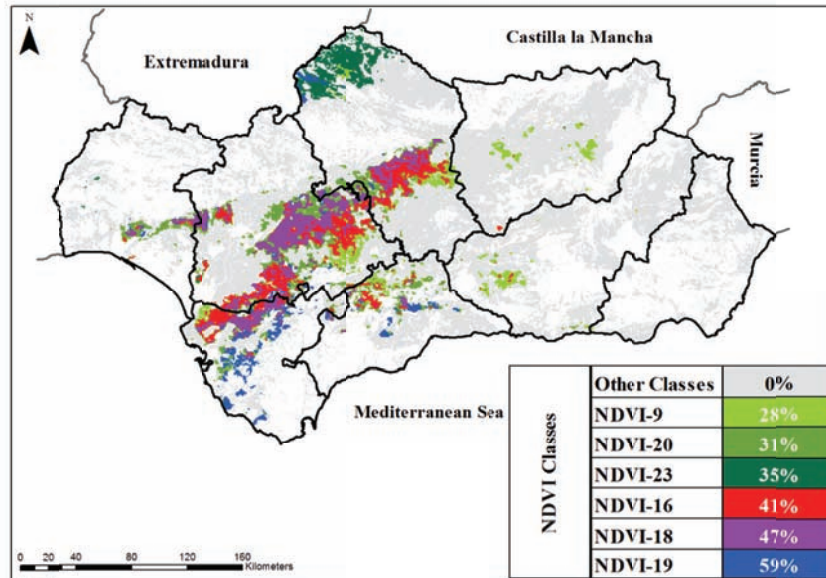 N
Extremadura
Castilla la Mancha
Murcia
Mediterranean Sea
NDVI Classes
Other Classes 0%
NDVI-9 28%
NDVI-20 31%
NDVI-23 35%
NDVI-16 41%
NDVI-18 47%
NDVI-19 59%
0 20 40 80 120 160
Kilometers